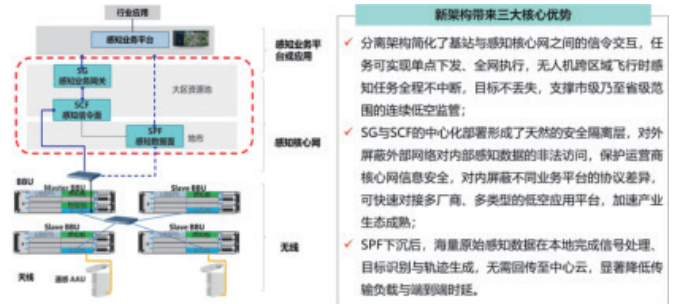 行业应用
感知业务平台
感知业务平
台或应用
SG
感知业务网关
大区资源池
SCF
感知信令面
SPF
感知数据面
地市
感知核心网
BBU
Master BBU
Slave BBU
Slave BBU
Slave BBU
无线
天线
通感 AAU
新架构带来三大核心优势
✓ 分离架构简化了基站与感知核心网之间的信令交互，任
务可实现单点下发、全网执行，无人机跨区域飞行时感
知任务全程不中断，目标不丢失，支撑市级乃至省级范
围的连续低空监管；
✓ SG与SCF的中心化部署形成了天然的安全隔离层，对外
屏蔽外部网络对内部感知数据的非法访问，保护运营商
核心网信息安全，对内屏蔽不同业务平台的协议差异，
可快速对接多厂商、多类型的低空应用平台，加速产业
生态成熟；
✓ SPF下沉后，海量原始感知数据在本地完成信号处理、
目标识别与轨迹生成，无需回传至中心云，显著降低传
输负载与端到端时延。